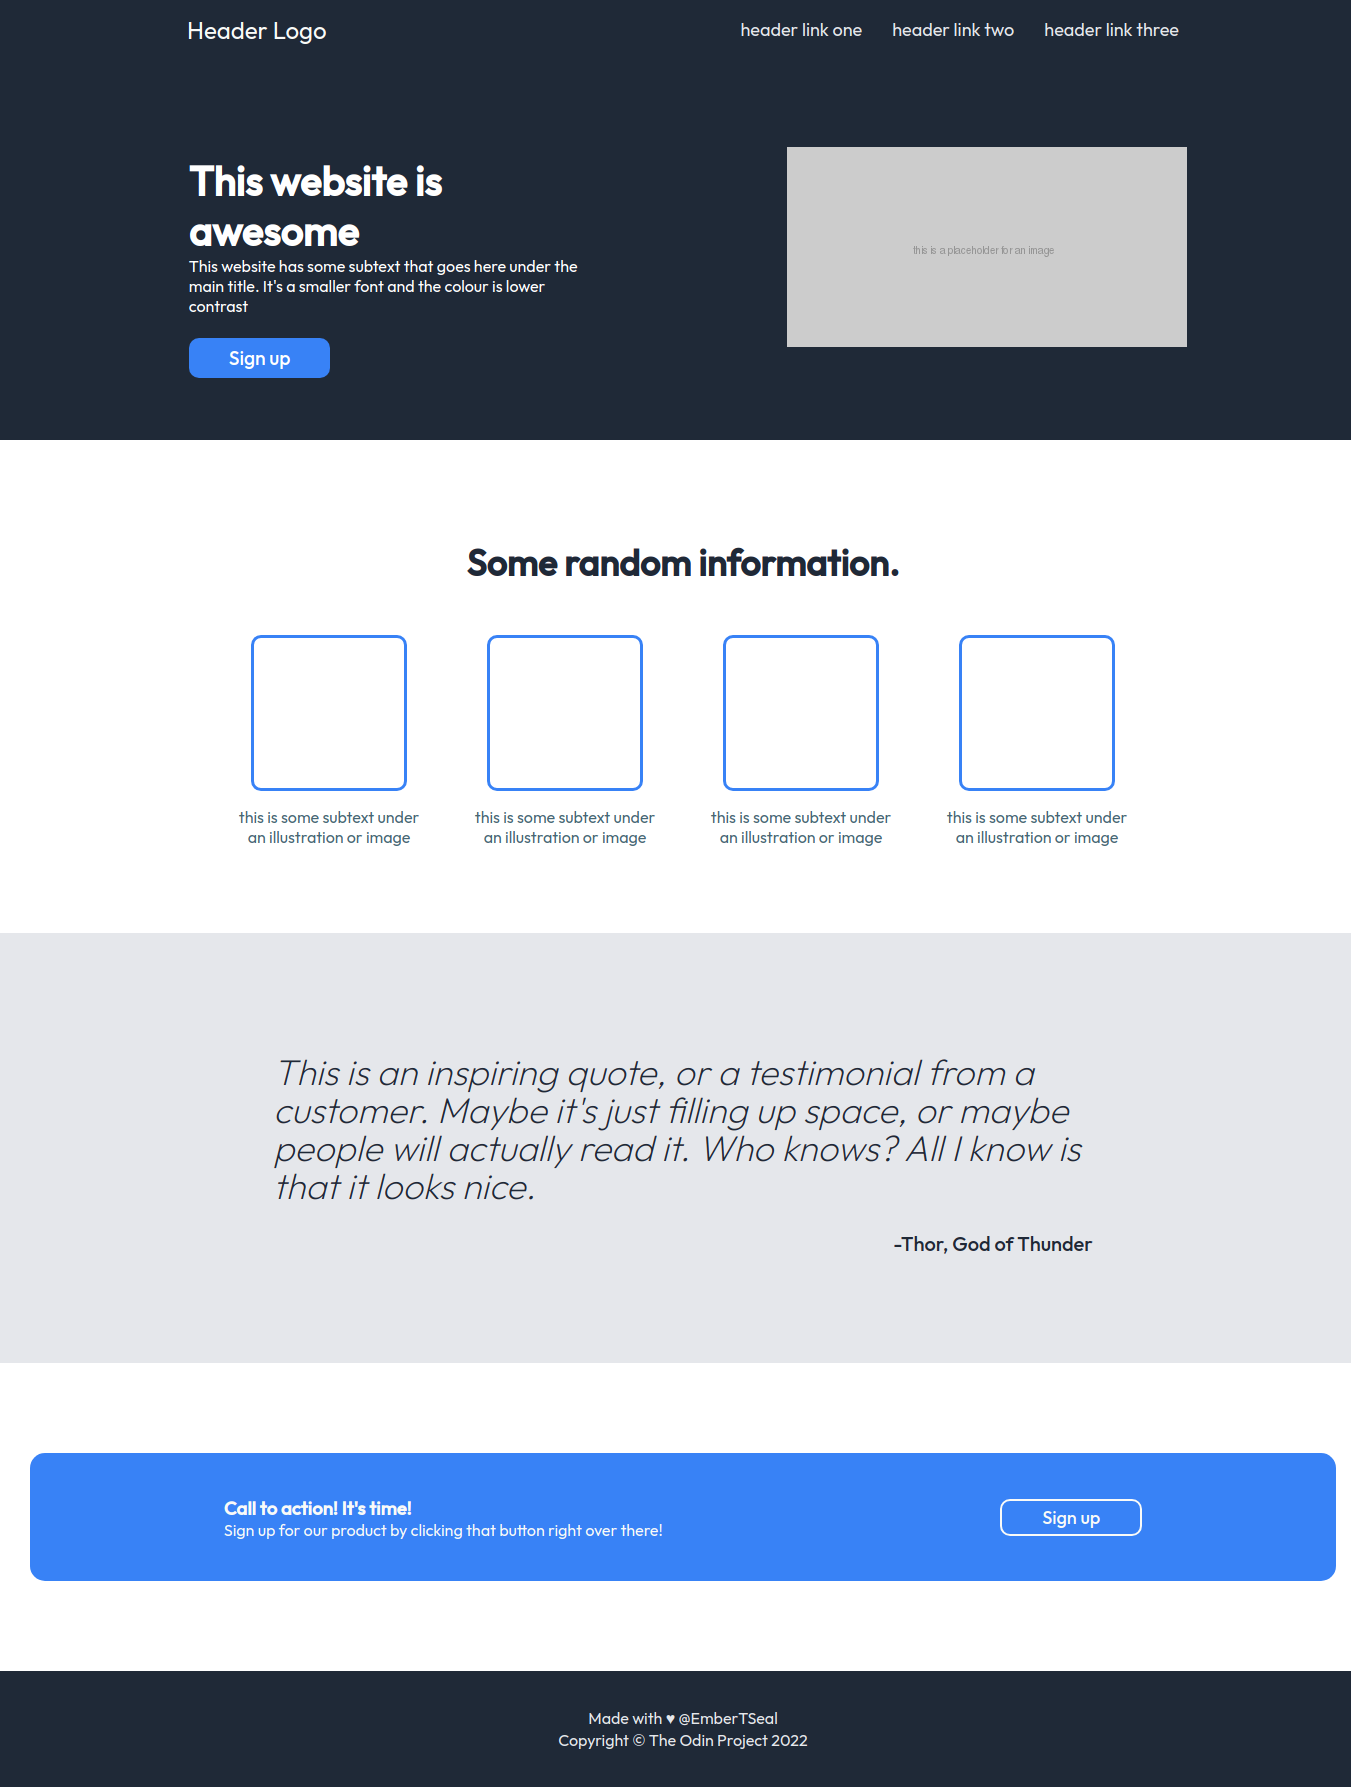 Header Logo
header link one
header link two
header link three
This website is
awesome
This website has some subtext that goes here under the
main title. It's a smaller font and the colour is lower
contrast
Sign up
this is a placeholder for an image
Some random information.
this is some subtext under
an illustration or image
this is some subtext under
an illustration or image
this is some subtext under
an illustration or image
this is some subtext under
an illustration or image
This is an inspiring quote, or a testimonial from a
customer. Maybe it's just filling up space, or maybe
people will actually read it. Who knows? All I know is
that it looks nice.
-Thor, God of Thunder
Call to action! It's time!
Sign up for our product by clicking that button right over there!
Sign up
Made with ♥ @EmberTSeal
Copyright © The Odin Project 2022